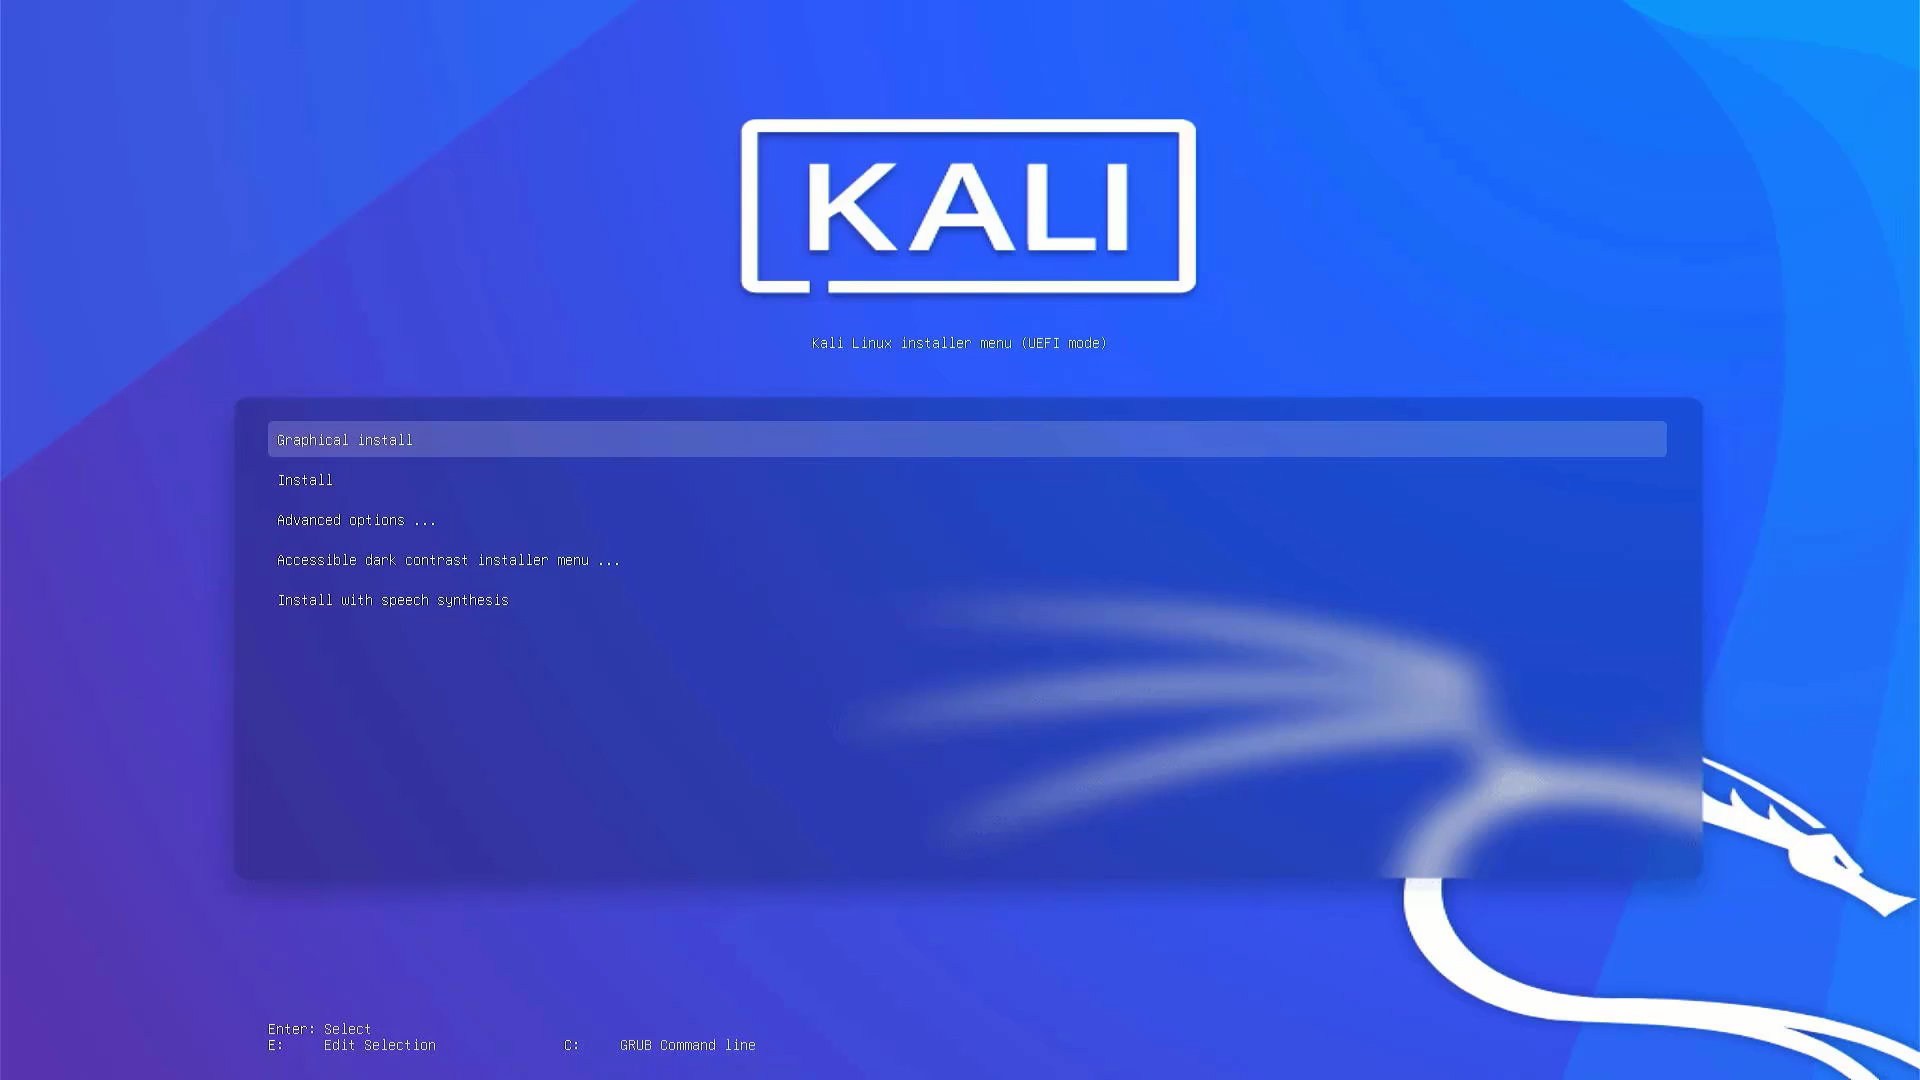 KALI
Kali Linux installer menu (UEFI mode)
Graphical install
Install
Advanced options ...
Accessible dark contrast installer menu ...
Install with speech synthesis
Enter: Select
E: Edit Selection C: GRUB Command line